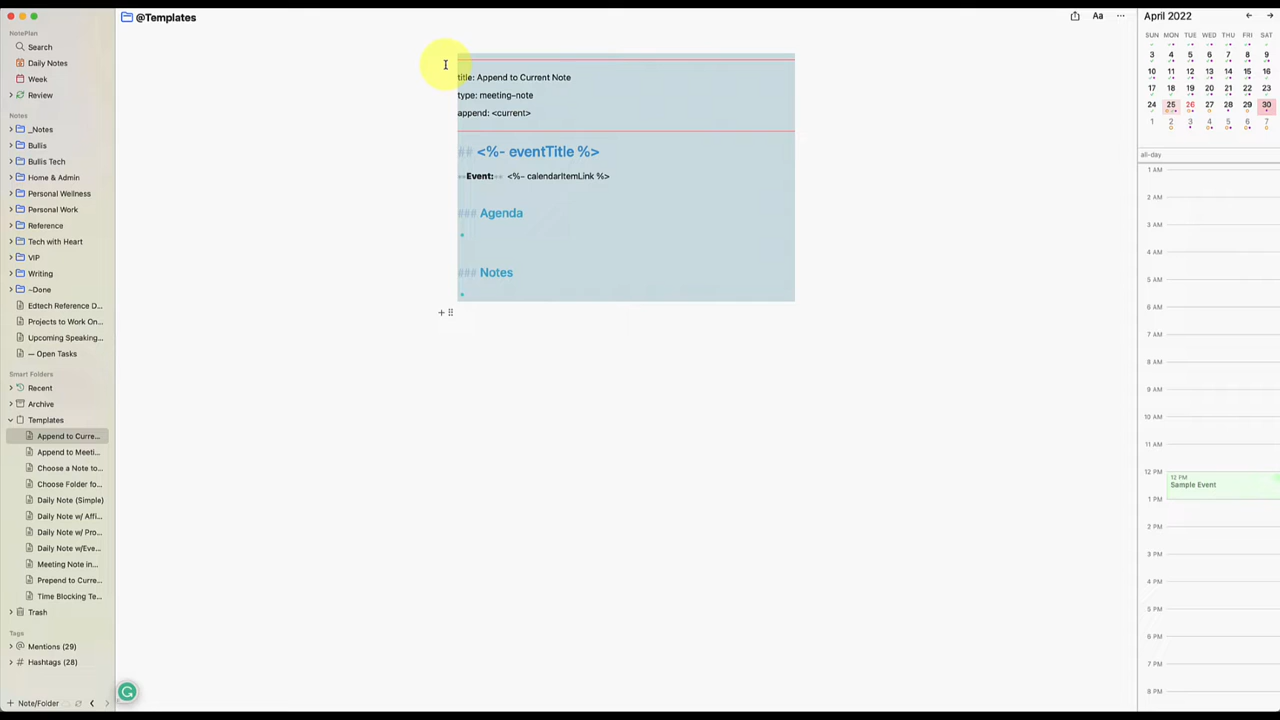 @Templates
NotePlan
Search
Daily Notes
Week
Review
Notes
_Notes
Bullis
Bullis Tech
Home & Admin
Personal Wellness
Personal Work
Reference
Tech with Heart
VIP
Writing
~Done
Edtech Reference D...
Projects to Work On...
Upcoming Speaking...
— Open Tasks
Smart Folders
Recent
Archive
Templates
Append to Curre...
Append to Meeti...
Choose a Note to...
Choose Folder fo...
Daily Note (Simple)
Daily Note w/ Affi...
Daily Note w/ Pro...
Daily Note w/Eve...
Meeting Note in...
Prepend to Curre...
Time Blocking Te...
Trash
Tags
@ Mentions (29)
# Hashtags (28)
+ Note/Folder
title: Append to Current Note
type: meeting-note
append: <current>
## <%- eventTitle %>
**Event:** <%- calendarItemLink %>
### Agenda
### Notes
Aa
April 2022
SUN MON TUE WED THU FRI SAT
3 4 5 6 7 8 9
10 11 12 13 14 15 16
17 18 19 20 21 22 23
24 25 26 27 28 29 30
1 2 3 4 5 6 7
all-day
1 AM
2 AM
3 AM
4 AM
5 AM
6 AM
7 AM
8 AM
9 AM
10 AM
11 AM
12 PM
12 PM
Sample Event
1 PM
2 PM
3 PM
4 PM
5 PM
6 PM
7 PM
8 PM